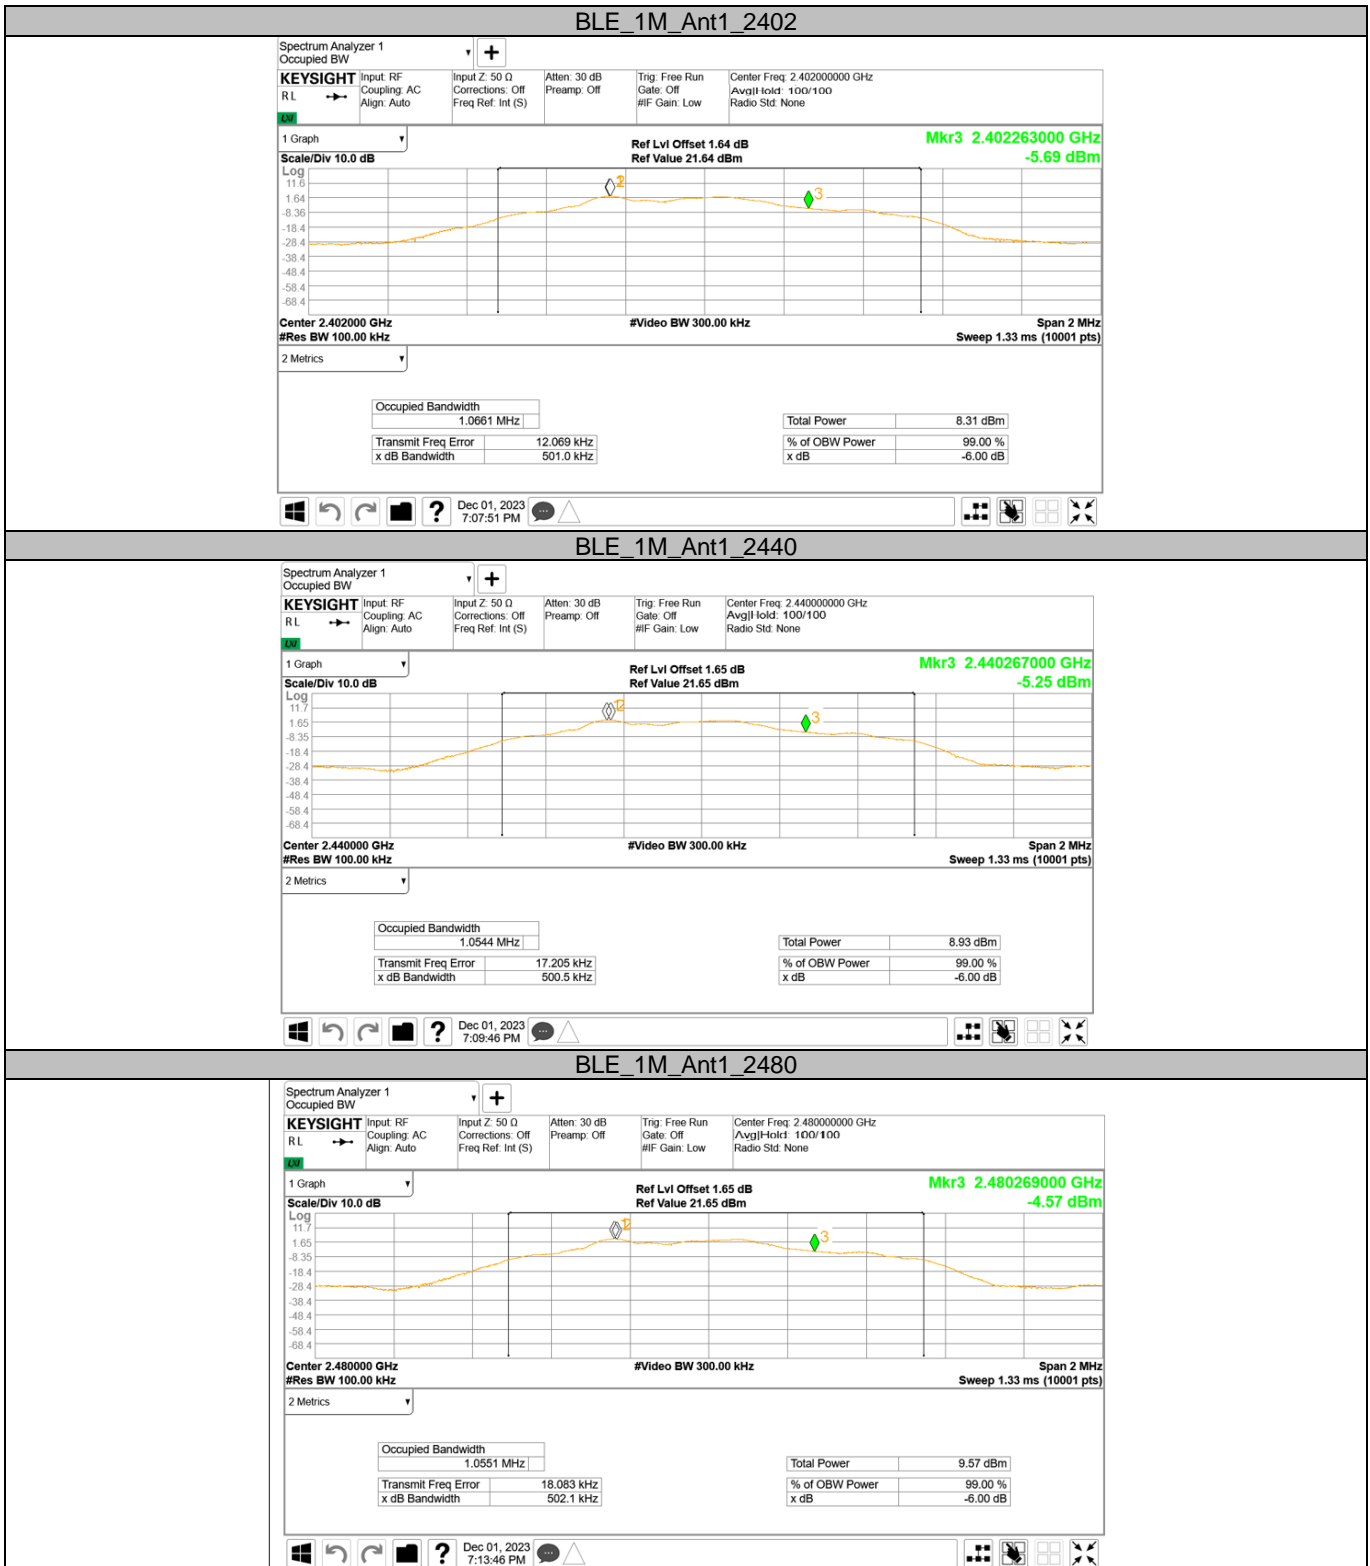 BLE_1M_Ant1_2402
Spectrum Analyzer 1
Occupied BW
KEYSIGHT Input: RF Input Z: 50 Ω Atten: 30 dB Trig: Free Run Center Freq: 2.402000000 GHz
R L Coupling: AC Corrections: Off Preamp: Off Gate: Off Avg|Hold: 100/100
Align: Auto Freq Ref: Int (S) #IF Gain: Low Radio Std: None
LXI
1 Graph Ref Lvl Offset 1.64 dB Mkr3 2.402263000 GHz
Scale/Div 10.0 dB Ref Value 21.64 dBm -5.69 dBm
Log
11.6
1.64
-8.36
-18.4
-28.4
-38.4
-48.4
-58.4
-68.4
2
3
Center 2.402000 GHz #Video BW 300.00 kHz Span 2 MHz
#Res BW 100.00 kHz Sweep 1.33 ms (10001 pts)
2 Metrics
Occupied Bandwidth
1.0661 MHz Total Power 8.31 dBm
Transmit Freq Error 12.069 kHz % of OBW Power 99.00 %
x dB Bandwidth 501.0 kHz x dB -6.00 dB
? Dec 01, 2023
7:07:51 PM
BLE_1M_Ant1_2440
Spectrum Analyzer 1
Occupied BW
KEYSIGHT Input: RF Input Z: 50 Ω Atten: 30 dB Trig: Free Run Center Freq: 2.440000000 GHz
R L Coupling: AC Corrections: Off Preamp: Off Gate: Off Avg|Hold: 100/100
Align: Auto Freq Ref: Int (S) #IF Gain: Low Radio Std: None
LXI
1 Graph Ref Lvl Offset 1.65 dB Mkr3 2.440267000 GHz
Scale/Div 10.0 dB Ref Value 21.65 dBm -5.25 dBm
Log
11.7
1.65
-8.35
-18.4
-28.4
-38.4
-48.4
-58.4
-68.4
1 2
3
Center 2.440000 GHz #Video BW 300.00 kHz Span 2 MHz
#Res BW 100.00 kHz Sweep 1.33 ms (10001 pts)
2 Metrics
Occupied Bandwidth
1.0544 MHz Total Power 8.93 dBm
Transmit Freq Error 17.205 kHz % of OBW Power 99.00 %
x dB Bandwidth 500.5 kHz x dB -6.00 dB
? Dec 01, 2023
7:09:46 PM
BLE_1M_Ant1_2480
Spectrum Analyzer 1
Occupied BW
KEYSIGHT Input: RF Input Z: 50 Ω Atten: 30 dB Trig: Free Run Center Freq: 2.480000000 GHz
R L Coupling: AC Corrections: Off Preamp: Off Gate: Off Avg|Hold: 100/100
Align: Auto Freq Ref: Int (S) #IF Gain: Low Radio Std: None
LXI
1 Graph Ref Lvl Offset 1.65 dB Mkr3 2.480269000 GHz
Scale/Div 10.0 dB Ref Value 21.65 dBm -4.57 dBm
Log
11.7
1.65
-8.35
-18.4
-28.4
-38.4
-48.4
-58.4
-68.4
1 2
3
Center 2.480000 GHz #Video BW 300.00 kHz Span 2 MHz
#Res BW 100.00 kHz Sweep 1.33 ms (10001 pts)
2 Metrics
Occupied Bandwidth
1.0551 MHz Total Power 9.57 dBm
Transmit Freq Error 18.083 kHz % of OBW Power 99.00 %
x dB Bandwidth 502.1 kHz x dB -6.00 dB
? Dec 01, 2023
7:13:46 PM